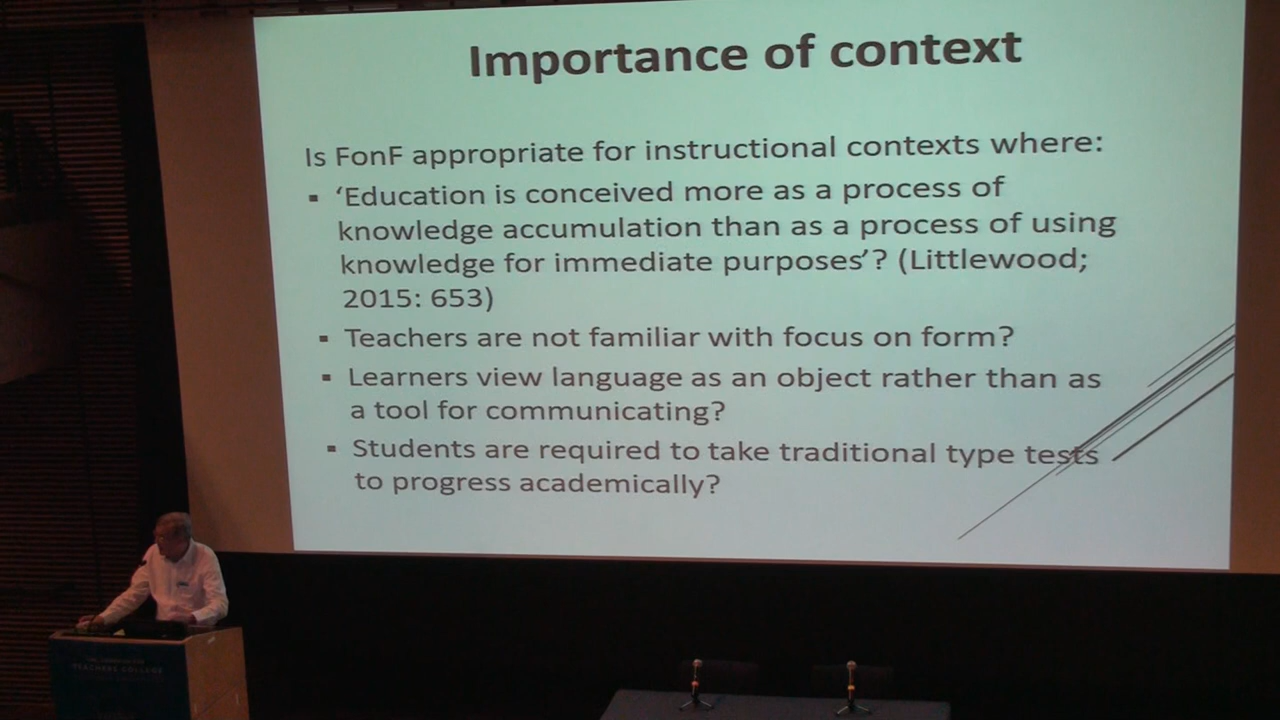 Importance of context
Is FonF appropriate for instructional contexts where:
▪ ‘Education is conceived more as a process of
knowledge accumulation than as a process of using
knowledge for immediate purposes’? (Littlewood;
2015: 653)
▪ Teachers are not familiar with focus on form?
▪ Learners view language as an object rather than as
a tool for communicating?
▪ Students are required to take traditional type tests
to progress academically?
TEACHERS COLLEGE